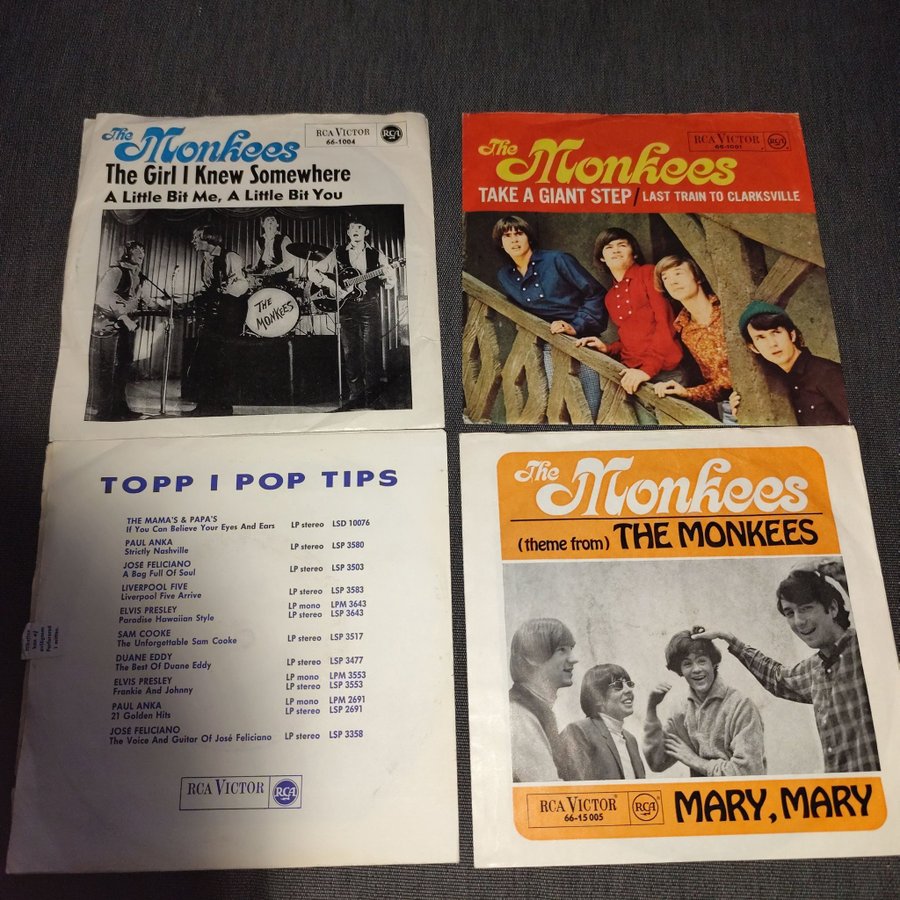 The Monkees
RCA VICTOR
66-1004
RCA
The Girl I Knew Somewhere
A Little Bit Me, A Little Bit You
THE
MONKEES
The Monkees
RCA VICTOR
RCA
TAKE A GIANT STEP / LAST TRAIN TO CLARKSVILLE
TOPP I POP TIPS
THE MAMA'S & PAPA'S
If You Can Believe Your Eyes And Ears LP stereo LSD 10076
PAUL ANKA
Strictly Nashville LP stereo LSP 3580
JOSÉ FELICIANO
A Bag Full Of Soul LP stereo LSP 3503
LIVERPOOL FIVE
Liverpool Five Arrive LP stereo LSP 3583
ELVIS PRESLEY LP mono LPM 3643
Paradise Hawaiian Style LP stereo LSP 3643
SAM COOKE
The Unforgettable Sam Cooke LP stereo LSP 3517
DUANE EDDY
The Best Of Duane Eddy LP stereo LSP 3477
ELVIS PRESLEY LP mono LPM 3553
Frankie And Johnny LP stereo LSP 3553
PAUL ANKA LP mono LPM 2691
21 Golden Hits LP stereo LSP 2691
JOSÉ FELICIANO
The Voice And Guitar Of José Feliciano LP stereo LSP 3358
RCA VICTOR RCA
The Monkees
(theme from) THE MONKEES
RCA VICTOR
66-15 005
RCA
MARY, MARY